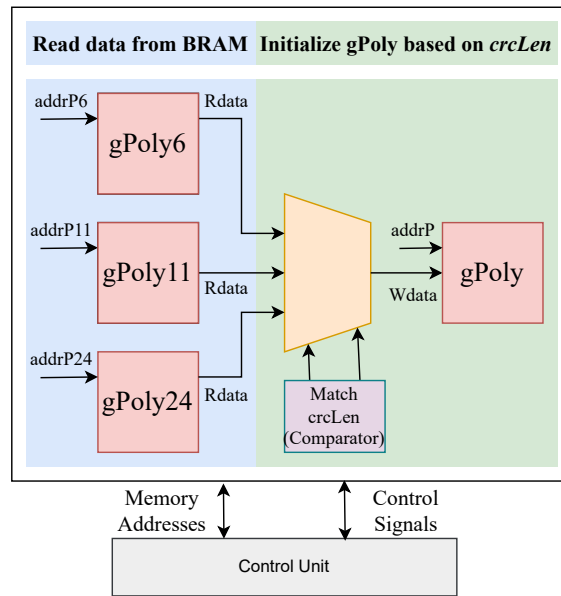 Read data from BRAM
Initialize gPoly based on crcLen
addrP6
Rdata
gPoly6
addrP11
gPoly11
Rdata
addrP
gPoly
Wdata
addrP24
gPoly24
Rdata
Match
crcLen
(Comparator)
Memory
Addresses
Control
Signals
Control Unit